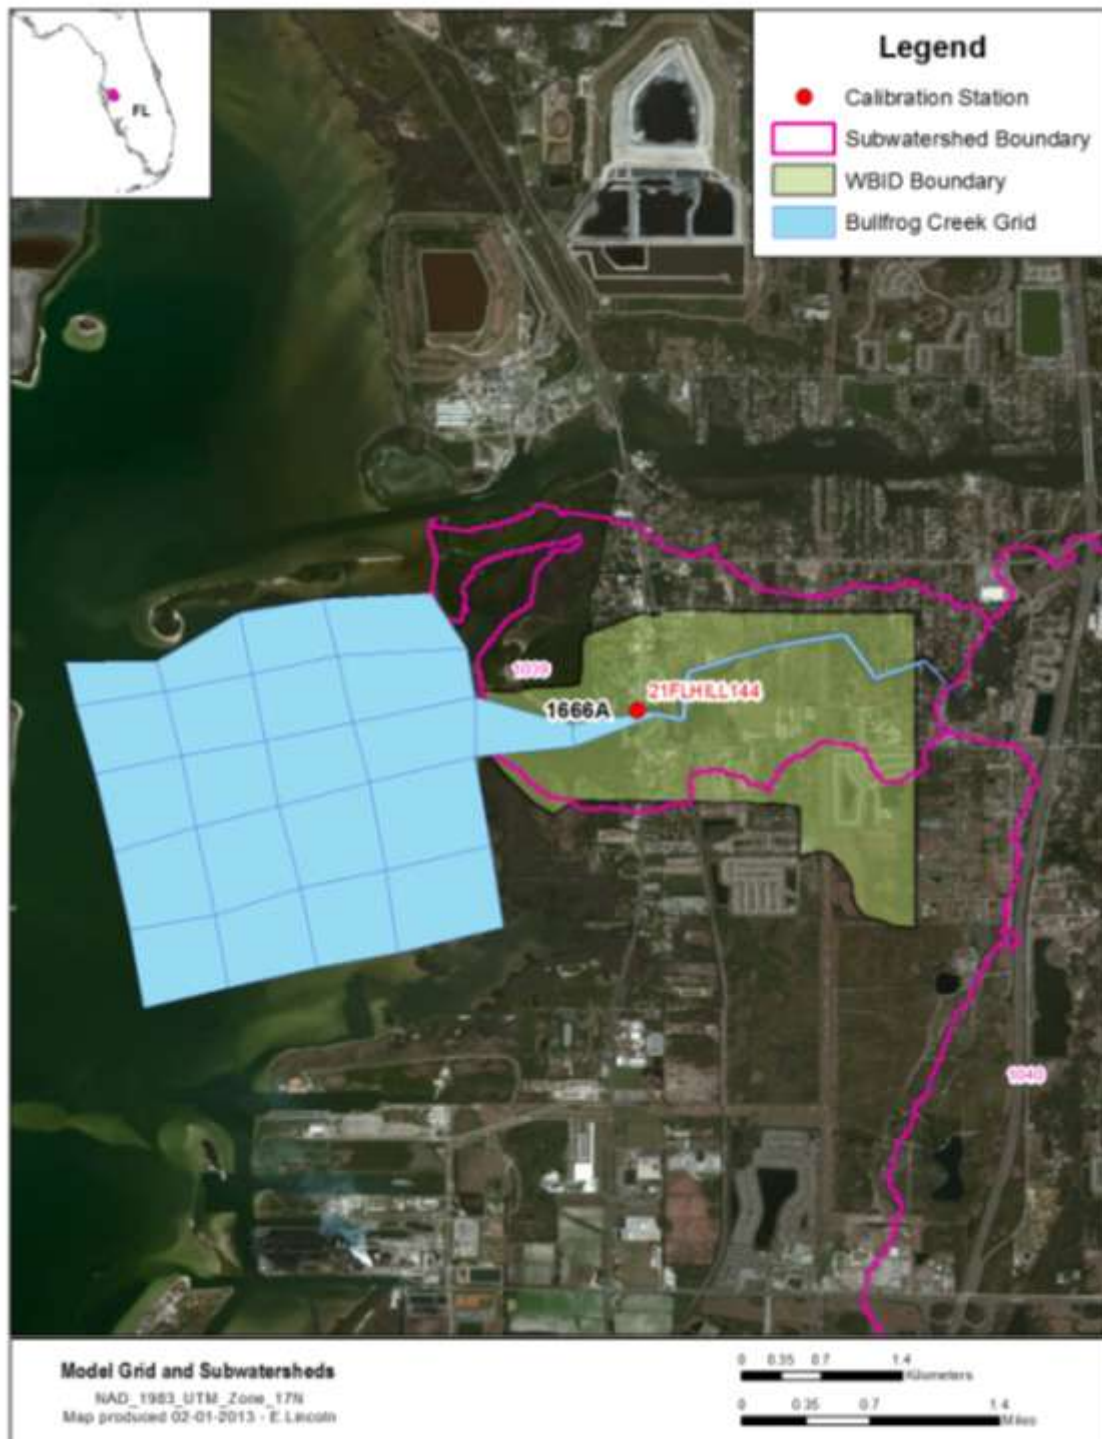 FL
Legend
Calibration Station
Subwatershed Boundary
WBID Boundary
Bullfrog Creek Grid
1039
21FLHILL144
1666A
1040
Model Grid and Subwatersheds
NAD_1983_UTM_Zone_17N
Map produced 02-01-2013 - E.Lincoln
0 0.35 0.7 1.4
Kilometers
0 0.35 0.7 1.4
Miles